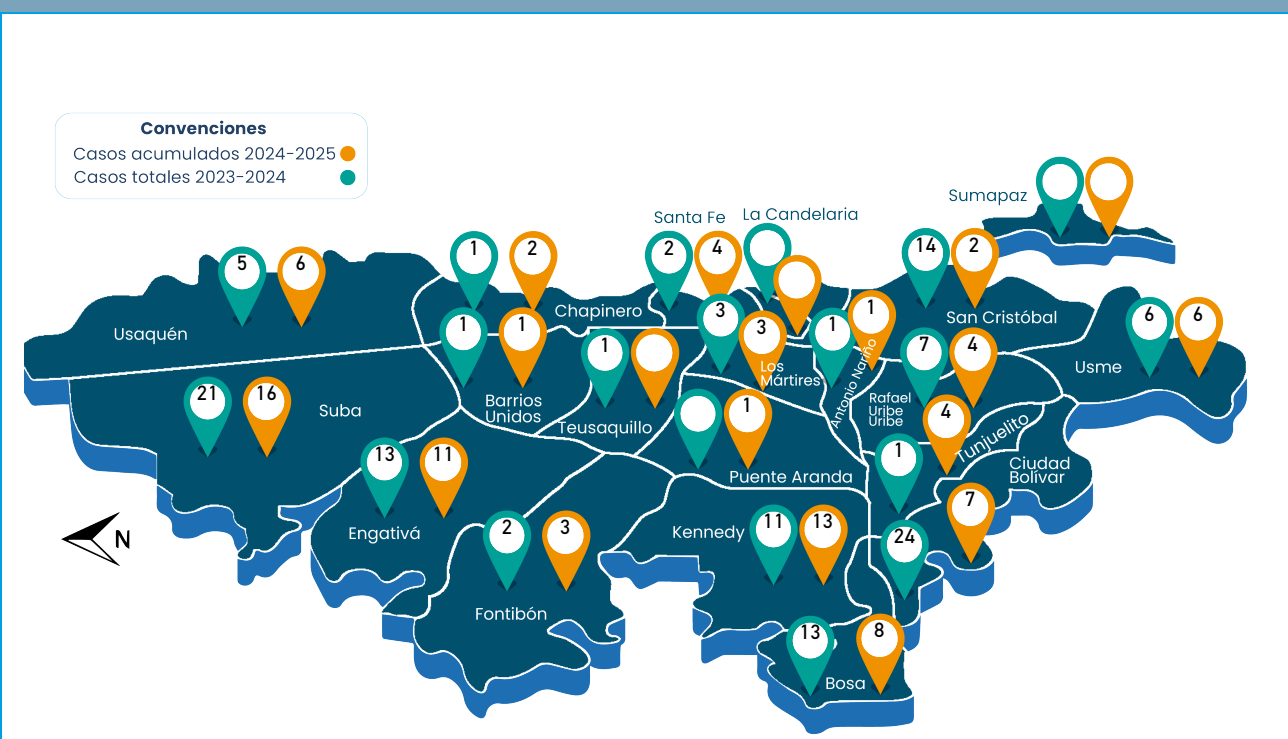 Convenciones
Casos acumulados 2024-2025
Casos totales 2023-2024
Sumapaz
Santa Fe
La Candelaria
5
6
1
2
2
4
14
2
Usaquén
Chapinero
San Cristóbal
1
1
1
3
3
1
1
7
4
6
6
Los
Mártires
Antonio Nariño
Usme
21
16
Suba
Barrios
Unidos
Teusaquillo
1
Rafael
Uribe
Uribe
4
Tunjuelito
13
11
Puente Aranda
1
Ciudad
Bolívar
N
Engativá
2
3
Kennedy
11
13
24
7
Fontibón
13
8
Bosa